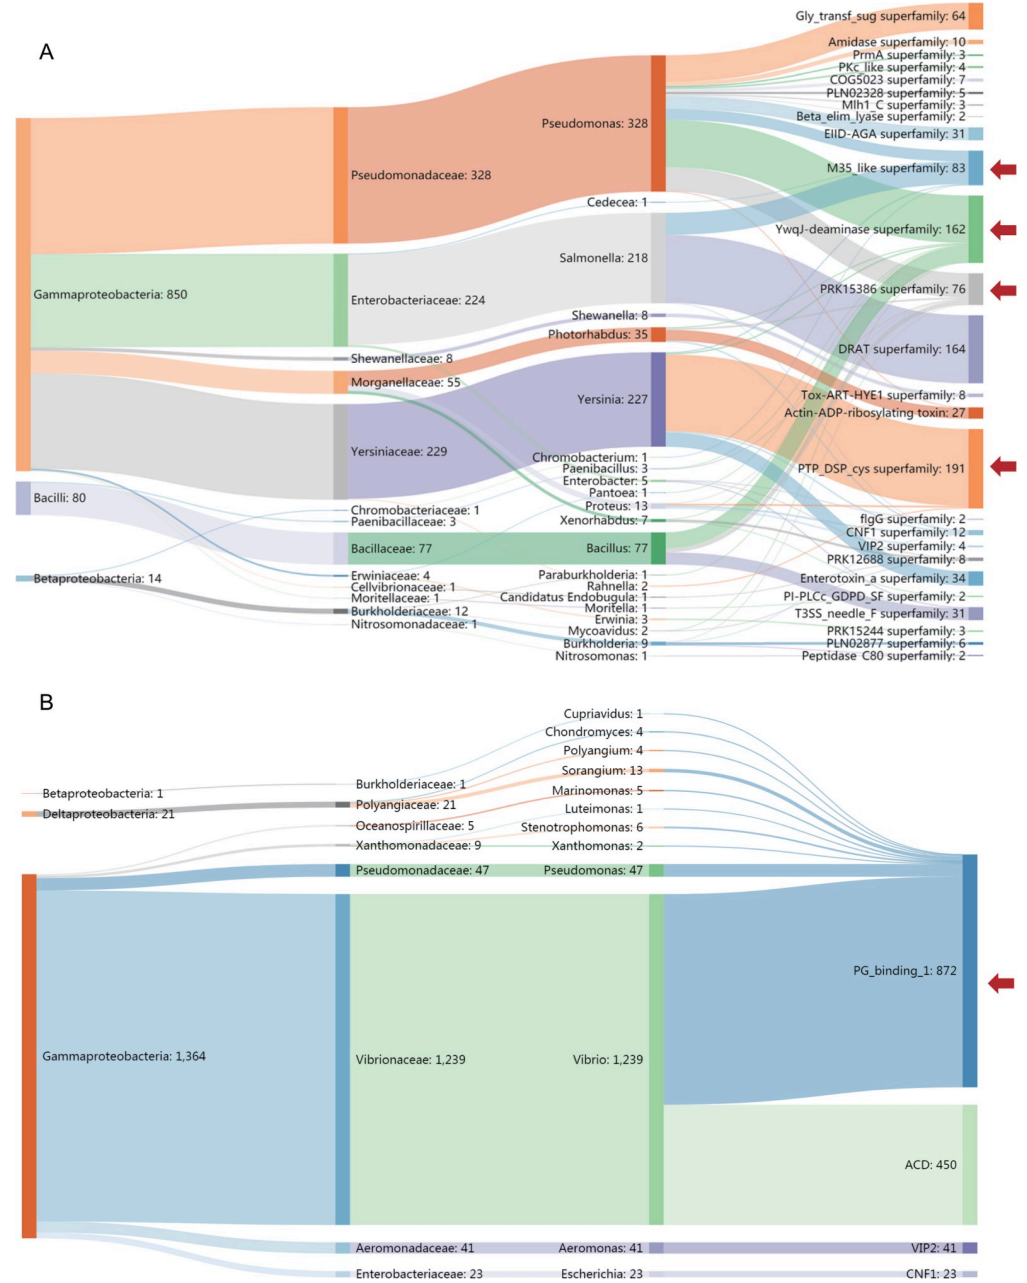 A
Gammaproteobacteria: 850
Bacilli: 80
Betaproteobacteria: 14
Pseudomonadaceae: 328
Enterobacteriaceae: 224
Shewanellaceae: 8
Morganellaceae: 55
Yersiniaceae: 229
Chromobacteriaceae: 1
Paenibacillaceae: 3
Bacillaceae: 77
Erwiniaceae: 4
Cellvibrionaceae: 1
Moritellaceae: 1
Burkholderiaceae: 12
Nitrosomonadaceae: 1
Pseudomonas: 328
Cedecea: 1
Salmonella: 218
Shewanella: 8
Photorhabdus: 35
Yersinia: 227
Chromobacterium: 1
Paenibacillus: 3
Enterobacter: 5
Pantoea: 1
Proteus: 13
Xenorhabdus: 7
Bacillus: 77
Paraburkholderia: 1
Rahnella: 2
Candidatus Endobugula: 1
Moritella: 1
Erwinia: 3
Mycoavidus: 2
Burkholderia: 9
Nitrosomonas: 1
Gly_transf_sug superfamily: 64
Amidase superfamily: 10
PrmA superfamily: 3
PKc_like superfamily: 4
COG5023 superfamily: 7
PLN02328 superfamily: 5
Mlh1_C superfamily: 3
Beta_elim_lyase superfamily: 2
EIID-AGA superfamily: 31
M35_like superfamily: 83
YwqJ-deaminase superfamily: 162
PRK15386 superfamily: 76
DRAT superfamily: 164
Tox-ART-HYE1 superfamily: 8
Actin-ADP-ribosylating toxin: 27
PTP_DSP_cys superfamily: 191
flgG superfamily: 2
CNF1 superfamily: 12
VIP2 superfamily: 4
PRK12688 superfamily: 8
Enterotoxin_a superfamily: 34
PI-PLCc_GDPD_SF superfamily: 2
T3SS_needle_F superfamily: 31
PRK15244 superfamily: 3
PLN02877 superfamily: 6
Peptidase_C80 superfamily: 2
B
Betaproteobacteria: 1
Deltaproteobacteria: 21
Gammaproteobacteria: 1,364
Burkholderiaceae: 1
Polyangiaceae: 21
Oceanospirillaceae: 5
Xanthomonadaceae: 9
Pseudomonadaceae: 47
Vibrionaceae: 1,239
Aeromonadaceae: 41
Enterobacteriaceae: 23
Cupriavidus: 1
Chondromyces: 4
Polyangium: 4
Sorangium: 13
Marinomonas: 5
Luteimonas: 1
Stenotrophomonas: 6
Xanthomonas: 2
Pseudomonas: 47
Vibrio: 1,239
Aeromonas: 41
Escherichia: 23
PG_binding_1: 872
ACD: 450
VIP2: 41
CNF1: 23